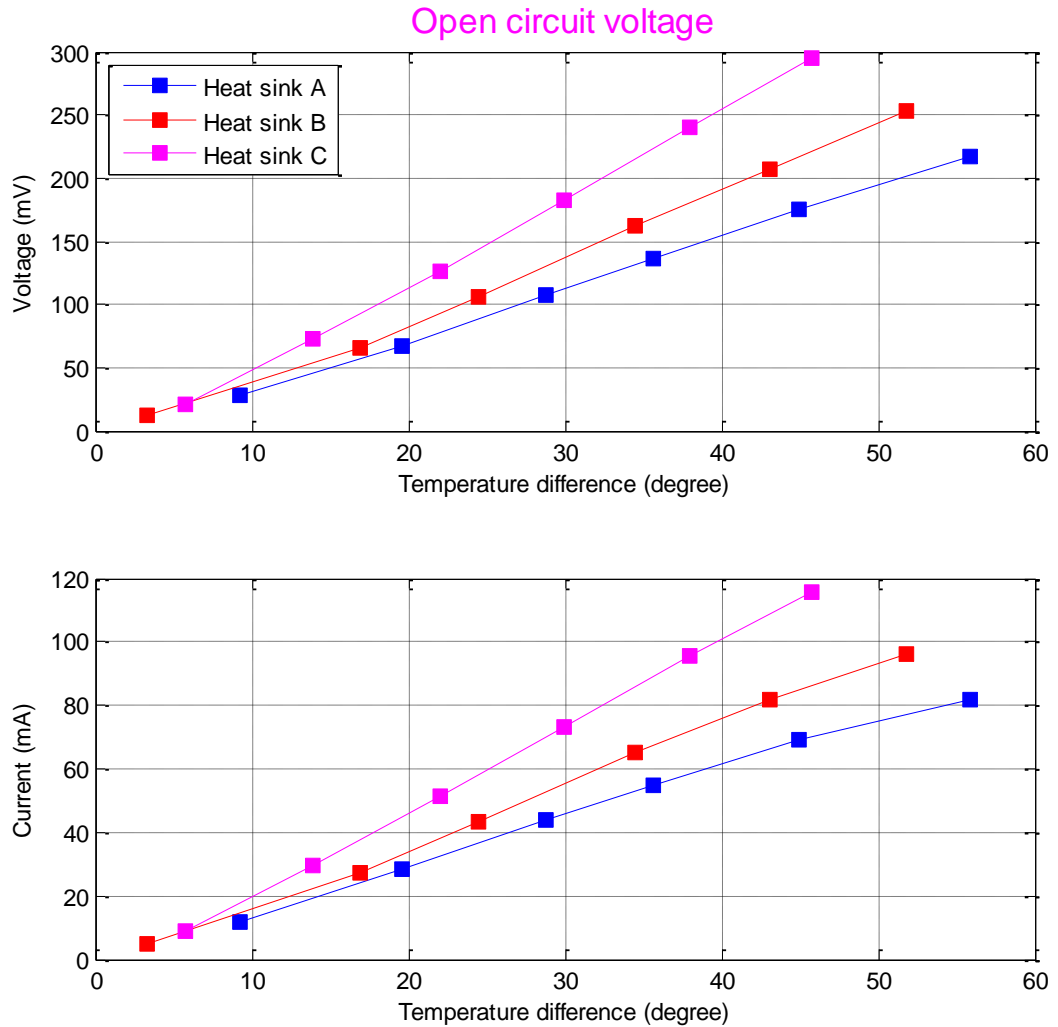 Open circuit voltage
300
250
200
150
100
50
0
Voltage (mV)
Heat sink A
Heat sink B
Heat sink C
0 10 20 30 40 50 60
Temperature difference (degree)
120
100
80
60
40
20
0
Current (mA)
0 10 20 30 40 50 60
Temperature difference (degree)